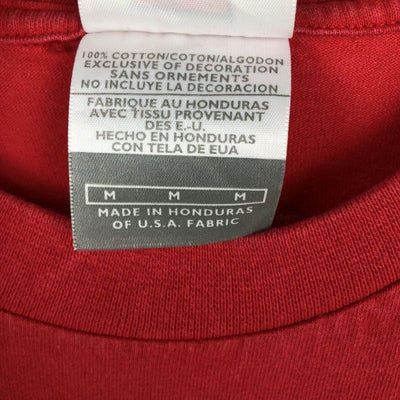 100% COTTON/COTON/ALGODON
EXCLUSIVE OF DECORATION
SANS ORNEMENTS
NO INCLUYE LA DECORACION
FABRIQUE AU HONDURAS
AVEC TISSU PROVENANT
DES E.-U.
HECHO EN HONDURAS
CON TELA DE EUA
M M M
MADE IN HONDURAS
OF U.S.A. FABRIC